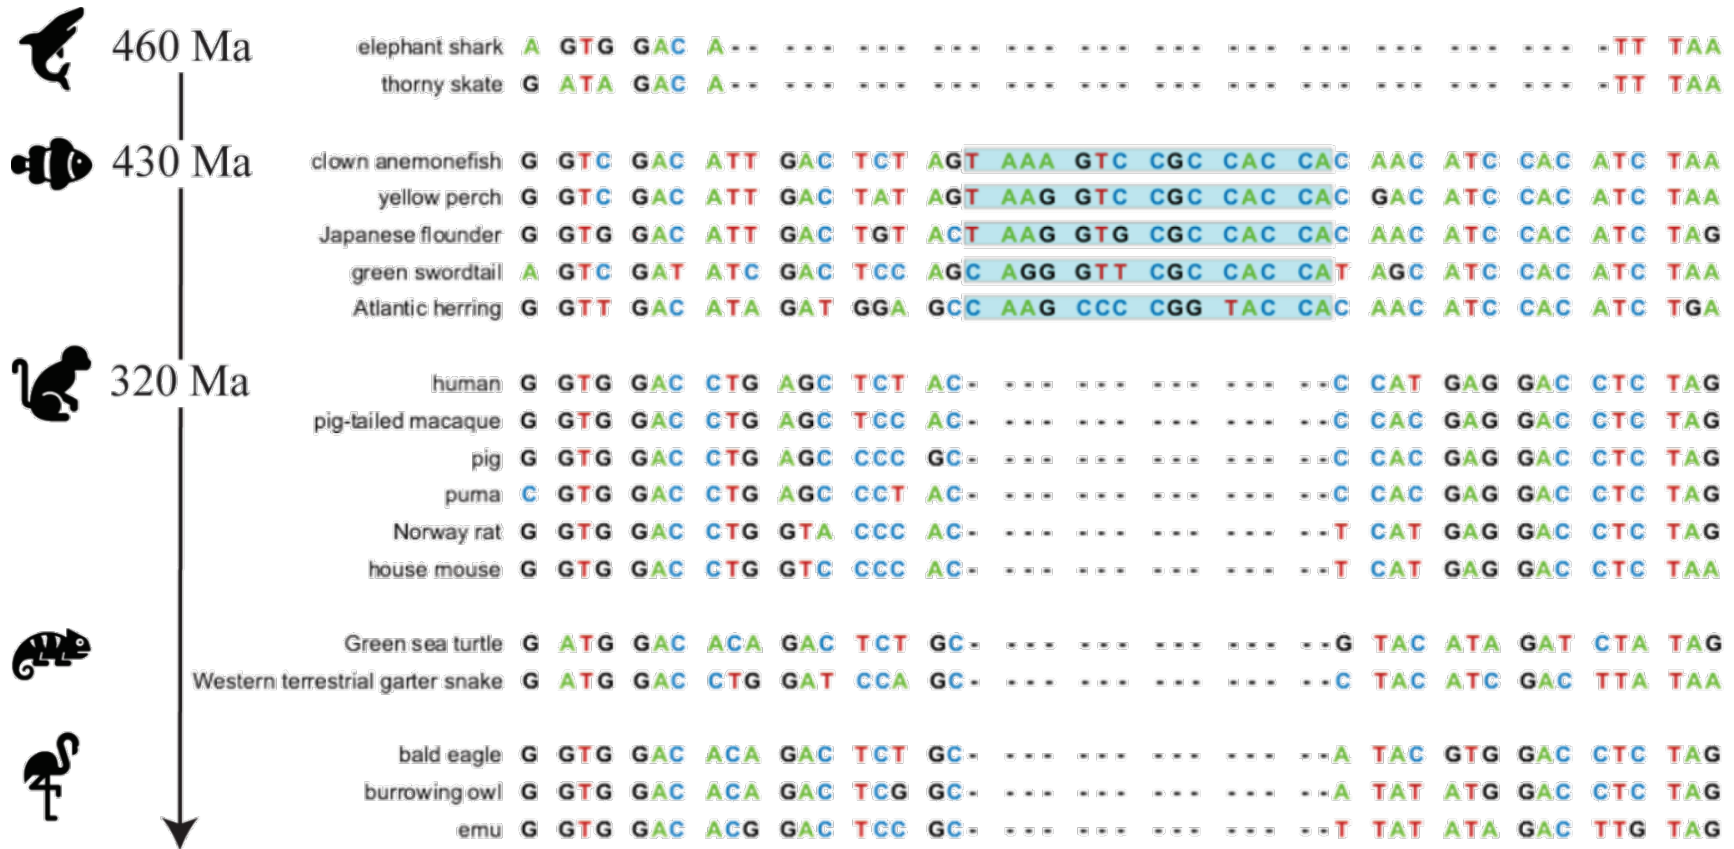 460 Ma
elephant shark A GTG GAC A-- --- --- --- --- --- --- --- --- --- --- --- -TT TAA
thorny skate G ATA GAC A-- --- --- --- --- --- --- --- --- --- --- --- -TT TAA
430 Ma
clown anemonefish G GTC GAC ATT GAC TCT AGT AAA GTC CGC CAC CAC AAC ATC CAC ATC TAA
yellow perch G GTC GAC ATT GAC TAT AGT AAG GTC CGC CAC CAC GAC ATC CAC ATC TAA
Japanese flounder G GTG GAC ATT GAC TGT ACT AAG GTG CGC CAC CAC AAC ATC CAC ATC TAG
green swordtail A GTC GAT ATC GAC TCC AGC AGG GTT CGC CAC CAT AGC ATC CAC ATC TAA
Atlantic herring G GTT GAC ATA GAT GGA GCC AAG CCC CGG TAC CAC AAC ATC CAC ATC TGA
320 Ma
human G GTG GAC CTG AGC TCT AC- --- --- --- --- --C CAT GAG GAC CTC TAG
pig-tailed macaque G GTG GAC CTG AGC TCC AC- --- --- --- --- --C CAC GAG GAC CTC TAG
pig G GTG GAC CTG AGC CCC GC- --- --- --- --- --C CAC GAG GAC CTC TAG
puma C GTG GAC CTG AGC CCT AC- --- --- --- --- --C CAC GAG GAC CTC TAG
Norway rat G GTG GAC CTG GTA CCC AC- --- --- --- --- --T CAT GAG GAC CTC TAG
house mouse G GTG GAC CTG GTC CCC AC- --- --- --- --- --T CAT GAG GAC CTC TAA
Green sea turtle G ATG GAC ACA GAC TCT GC- --- --- --- --- --G TAC ATA GAT CTA TAG
Western terrestrial garter snake G ATG GAC CTG GAT CCA GC- --- --- --- --- --C TAC ATC GAC TTA TAA
bald eagle G GTG GAC ACA GAC TCT GC- --- --- --- --- --A TAC GTG GAC CTC TAG
burrowing owl G GTG GAC ACA GAC TCG GC- --- --- --- --- --A TAT ATG GAC CTC TAG
emu G GTG GAC ACG GAC TCC GC- --- --- --- --- --T TAT ATA GAC TTG TAG